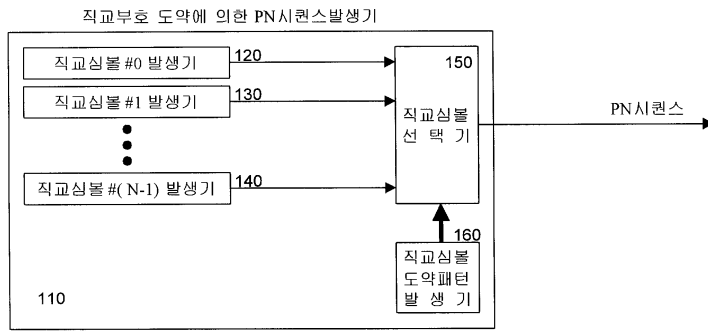 직교부호 도약에 의한 PN시퀀스발생기
직교심볼 #0 발생기
120
직교심볼 #1 발생기
130
직교심볼 #( N-1) 발생기
140
150
직교심볼
선 택 기
PN시퀀스
160
직교심볼
도약패턴
발 생 기
110